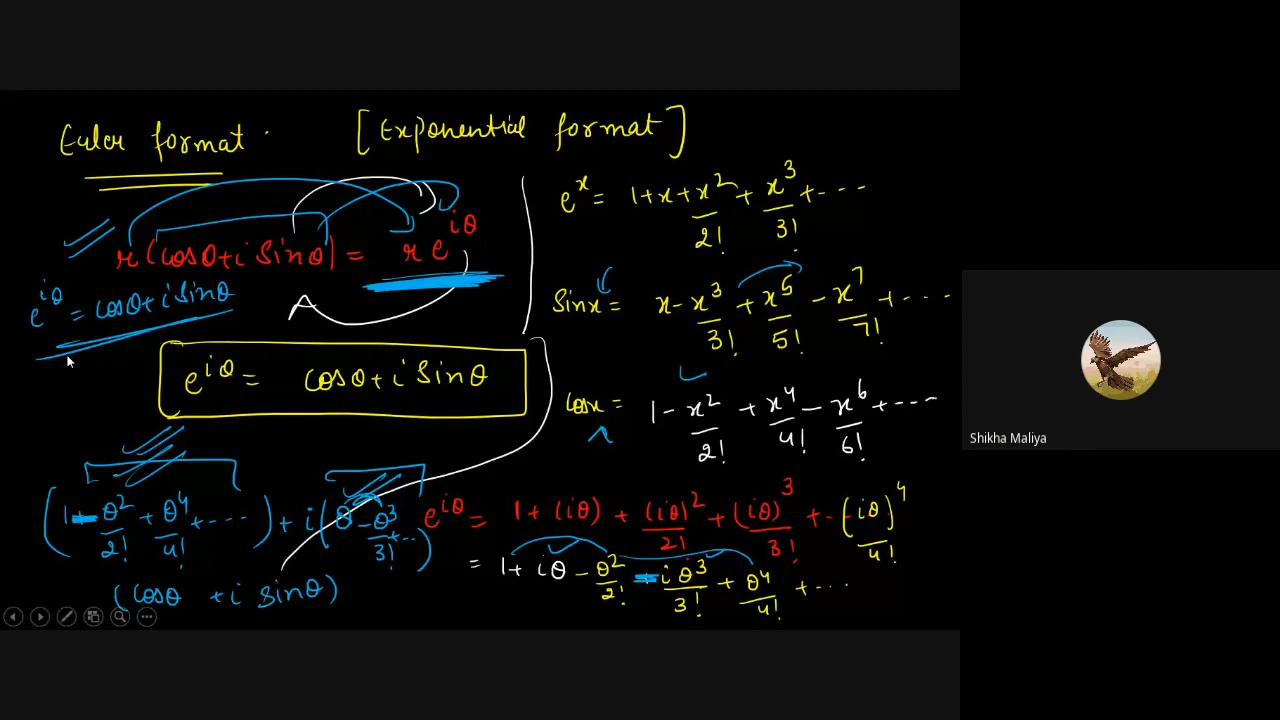 Euler format. [Exponential format]
r(cosθ+i Sinθ) = r e^{iθ}
e^{iθ} = cosθ+i Sinθ
e^{iθ} = cosθ+i Sinθ
e^x = 1+x+x^2/2! + x^3/3! + ----
Sinx = x - x^3/3! + x^5/5! - x^7/7! + ----
cosx = 1 - x^2/2! + x^4/4! - x^6/6! + ----
e^{iθ} = 1 + (iθ) + (iθ)^2/2! + (iθ)^3/3! + -(iθ)^4/4!
= 1 + iθ - θ^2/2! - iθ^3/3! + θ^4/4! + ....
(1 - θ^2/2! + θ^4/4! + ----) + i(θ - θ^3/3! + ..)
(cosθ + i sinθ)
Shikha Maliya